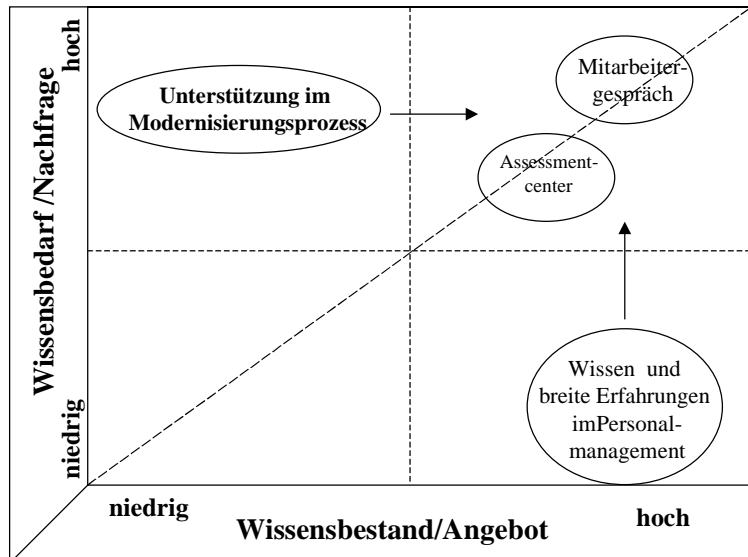 hoch
Wissensbedarf /Nachfrage
niedrig
Unterstützung im
Modernisierungsprozess
Mitarbeiter-
gespräch
Assessment-
center
Wissen und
breite Erfahrungen
imPersonal-
management
niedrig
Wissensbestand/Angebot
hoch